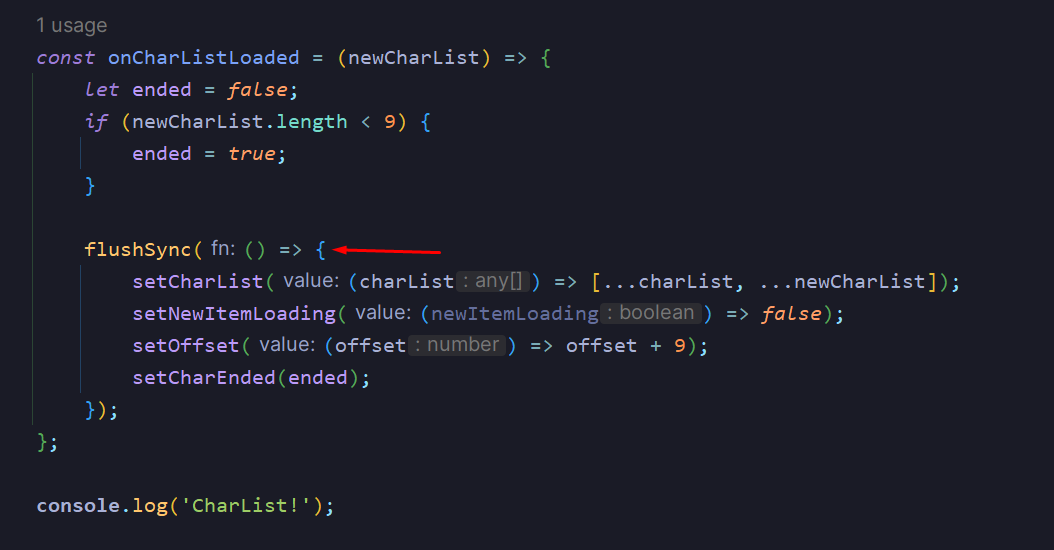 1 usage
const onCharListLoaded = (newCharList) => {
let ended = false;
if (newCharList.length < 9) {
ended = true;
}
flushSync( fn: () => {
setCharList( value: (charList : any[] ) => [...charList, ...newCharList]);
setNewItemLoading( value: (newItemLoading : boolean ) => false);
setOffset( value: (offset : number ) => offset + 9);
setCharEnded(ended);
});
};
console.log('CharList!');